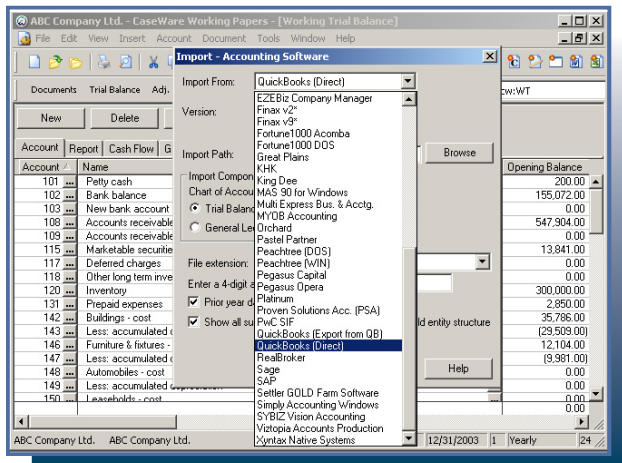 ABC Company Ltd. - CaseWare Working Papers - [Working Trial Balance]
File Edit View Insert Account Document Tools Window Help
Import - Accounting Software
Documents Trial Balance Adj. cw:WT
New Delete
Account Report Cash Flow G
Account Name Opening Balance
101 ... Petty cash 200.00
102 ... Bank balance 155,072.00
103 ... New bank account 0.00
108 ... Accounts receivable 547,904.00
109 ... Accounts receivable 0.00
115 ... Marketable securitie 13,841.00
117 ... Deferred charges 0.00
118 ... Other long term inve 0.00
120 ... Inventory 300,000.00
131 ... Prepaid expenses 2,850.00
142 ... Buildings - cost 35,786.00
143 ... Less: accumulated (29,509.00)
146 ... Furniture & fixtures - 12,104.00
147 ... Less: accumulated (9,981.00)
148 ... Automobiles - cost 0.00
149 ... Less: accumulated depreciation 0.00
150 ... Leaseholds - cost ... 0.00
0.00
Import From: QuickBooks (Direct)
Version:
Import Path: Browse
Import Compon
Chart of Accou
Trial Balanc
General Le
File extension:
Enter a 4-digit a
Prior year d
Show all su ld entity structure
Help
EZEBiz Company Manager
Finax v2*
Finax v9*
Fortune1000 Acomba
Fortune1000 DOS
Great Plains
KHK
King Dee
MAS 90 for Windows
Multi Express Bus. & Acctg.
MYOB Accounting
Orchard
Pastel Partner
Peachtree (DOS)
Peachtree (WIN)
Pegasus Capital
Pegasus Opera
Platinum
Proven Solutions Acc. (PSA)
PwC SIF
QuickBooks (Export from QB)
QuickBooks (Direct)
RealBroker
Sage
SAP
Settler GOLD Farm Software
Simply Accounting Windows
SYBIZ Vision Accounting
Viztopia Accounts Production
Xyntax Native Systems
ABC Company Ltd. ABC Company Ltd. 12/31/2003 1 Yearly 24